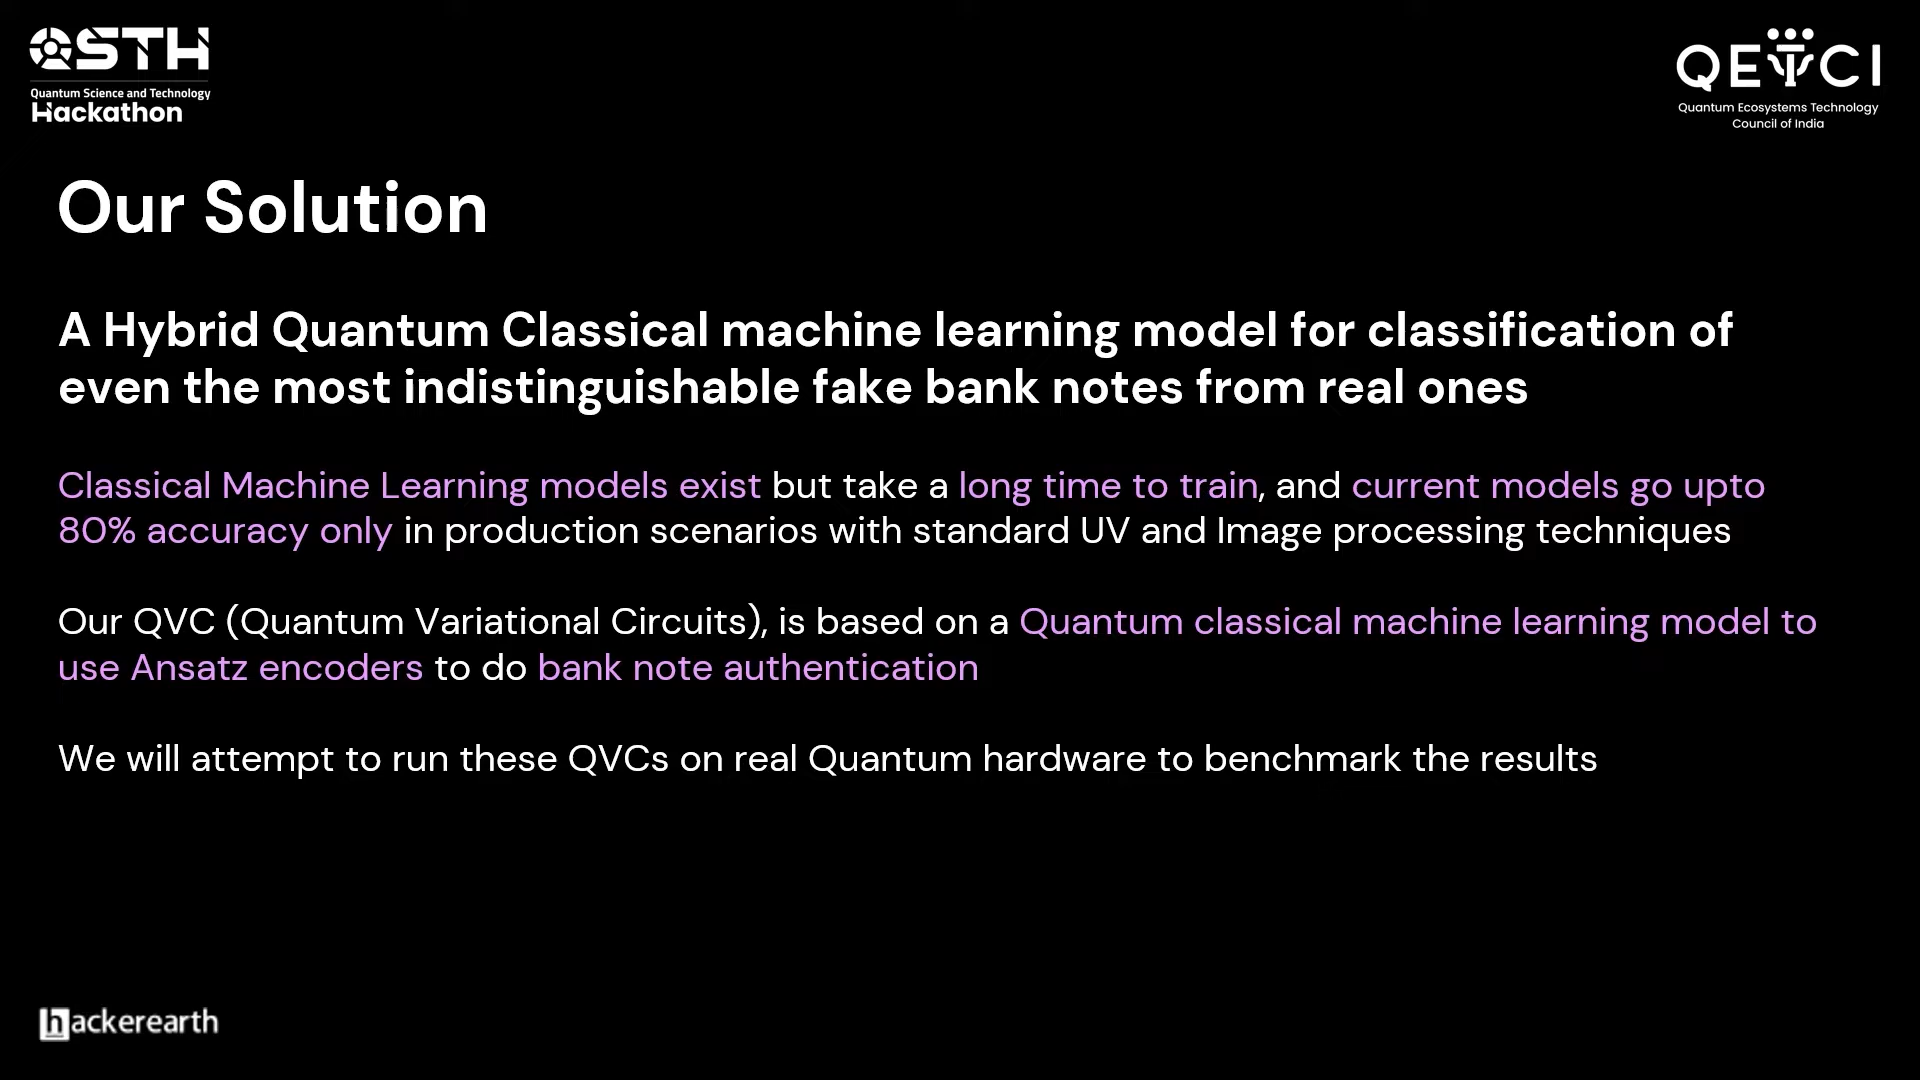 QSTH
Quantum Science and Technology
Hackathon
QETCI
Quantum Ecosystems Technology
Council of India
Our Solution
A Hybrid Quantum Classical machine learning model for classification of
even the most indistinguishable fake bank notes from real ones
Classical Machine Learning models exist but take a long time to train, and current models go upto
80% accuracy only in production scenarios with standard UV and Image processing techniques
Our QVC (Quantum Variational Circuits), is based on a Quantum classical machine learning model to
use Ansatz encoders to do bank note authentication
We will attempt to run these QVCs on real Quantum hardware to benchmark the results
hackerearth